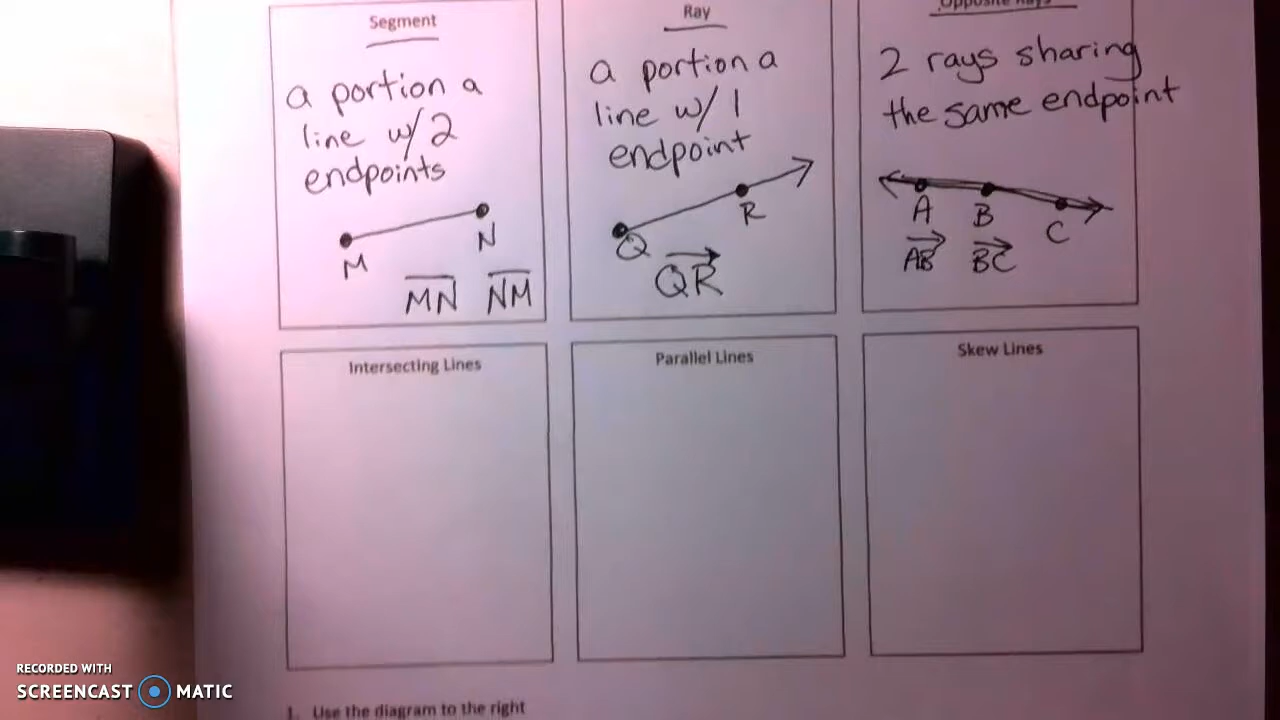 Segment
a portion a
line w/ 2
endpoints
M
N
MN NM
Ray
a portion a
line w/ 1
endpoint
R
Q
QR
Opposite Rays
2 rays sharing
the same endpoint
A B C
AB BC
Intersecting Lines
Parallel Lines
Skew Lines
1. Use the diagram to the right
RECORDED WITH
SCREENCAST MATIC